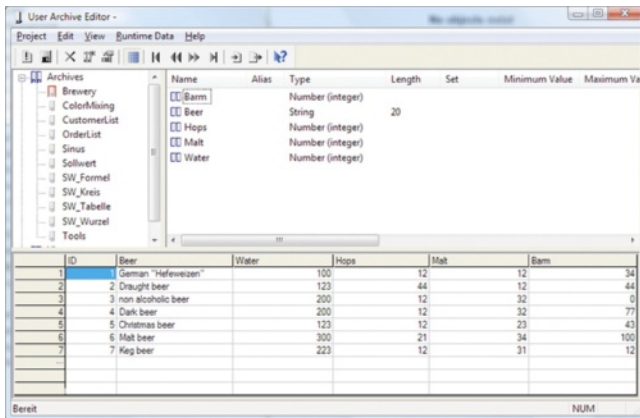 User Archive Editor -
No objects exist
Project Edit View Runtime Data Help
Archives
Brewery
ColorMixing
CustomerList
OrderList
Sinus
Sollwert
SW_Formel
SW_Kreis
SW_Tabelle
SW_Wurzel
Tools
Name Alias Type Length Set Minimum Value Maximum Va
Barm Number (integer)
Beer String 20
Hops Number (integer)
Malt Number (integer)
Water Number (integer)
ID Beer Water Hops Malt Barm
1 1 German "Hefeweizen" 100 12 12 34
2 2 Draught beer 123 44 12 44
3 3 non alcoholic beer 200 12 32 0
4 4 Dark beer 200 12 32 77
5 5 Christmas beer 123 12 23 43
6 6 Malt beer 300 21 34 100
7 7 Keg beer 223 12 31 12
Bereit NUM